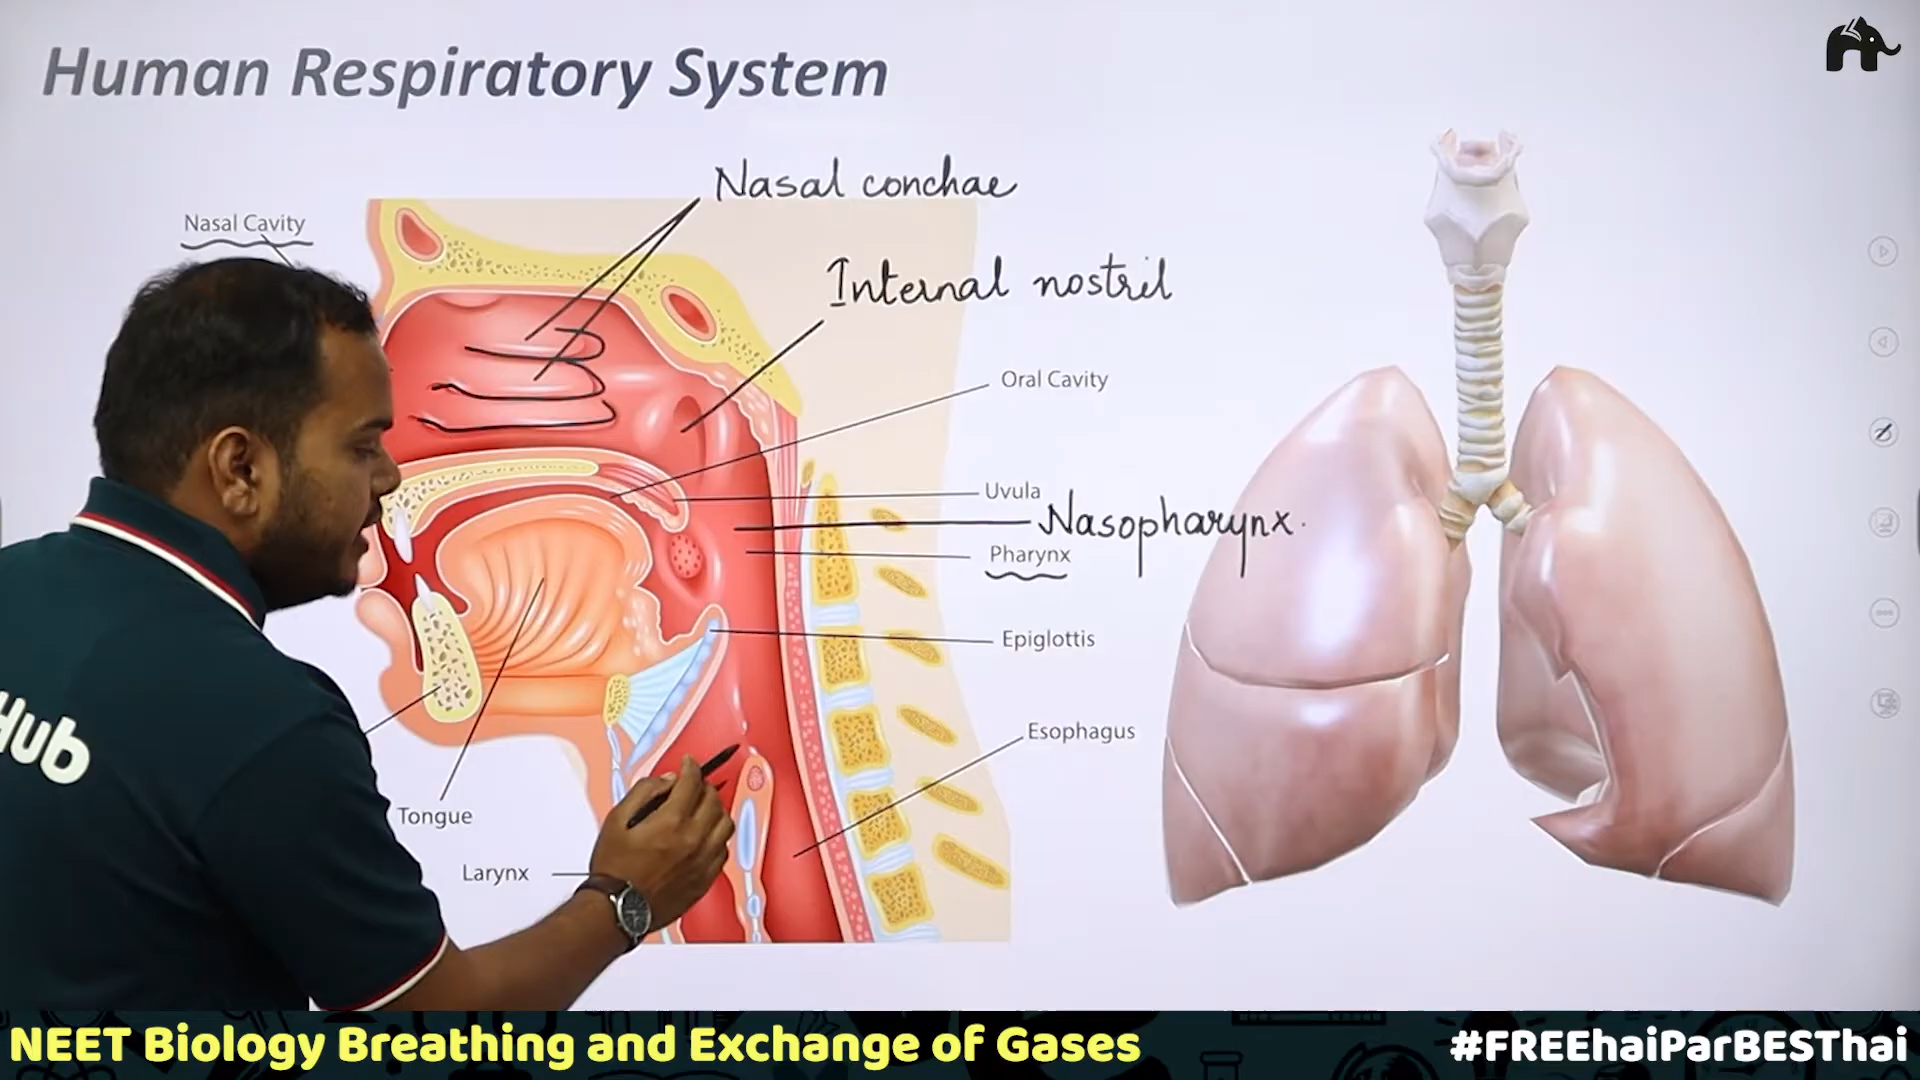 Human Respiratory System
Nasal conchae
Nasal Cavity
Internal nostril
Oral Cavity
Uvula
Nasopharynx.
Pharynx
Epiglottis
Esophagus
Tongue
Larynx
Hub
NEET Biology Breathing and Exchange of Gases
#FREEhaiParBESThai